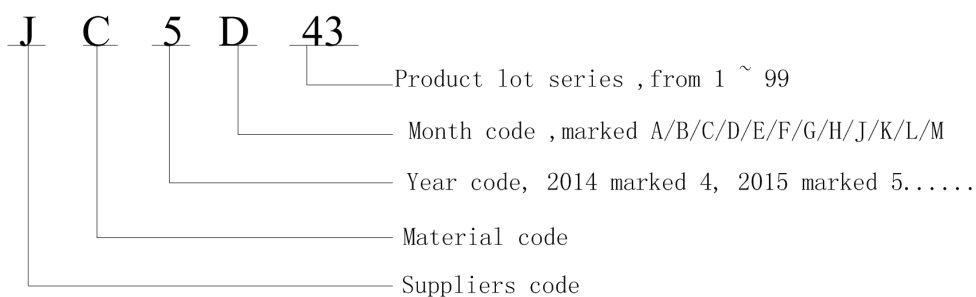 J C 5 D 43
Product lot series ,from 1 ~ 99
Month code ,marked A/B/C/D/E/F/G/H/J/K/L/M
Year code, 2014 marked 4, 2015 marked 5......
Material code
Suppliers code